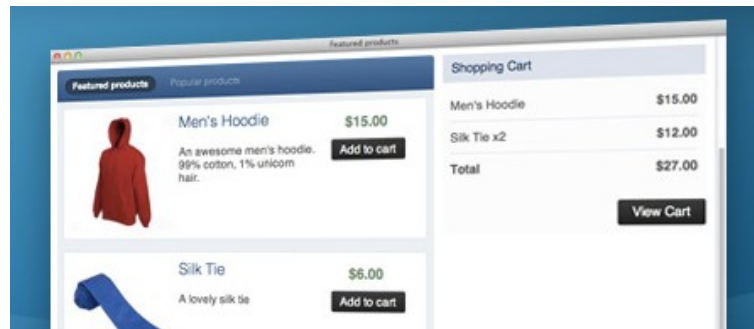 Featured products
Featured products
Popular products
Men's Hoodie
$15.00
An awesome men's hoodie.
99% cotton, 1% unicorn
hair.
Add to cart
Silk Tie
$6.00
A lovely silk tie
Add to cart
Shopping Cart
Men's Hoodie
$15.00
Silk Tie x2
$12.00
Total
$27.00
View Cart